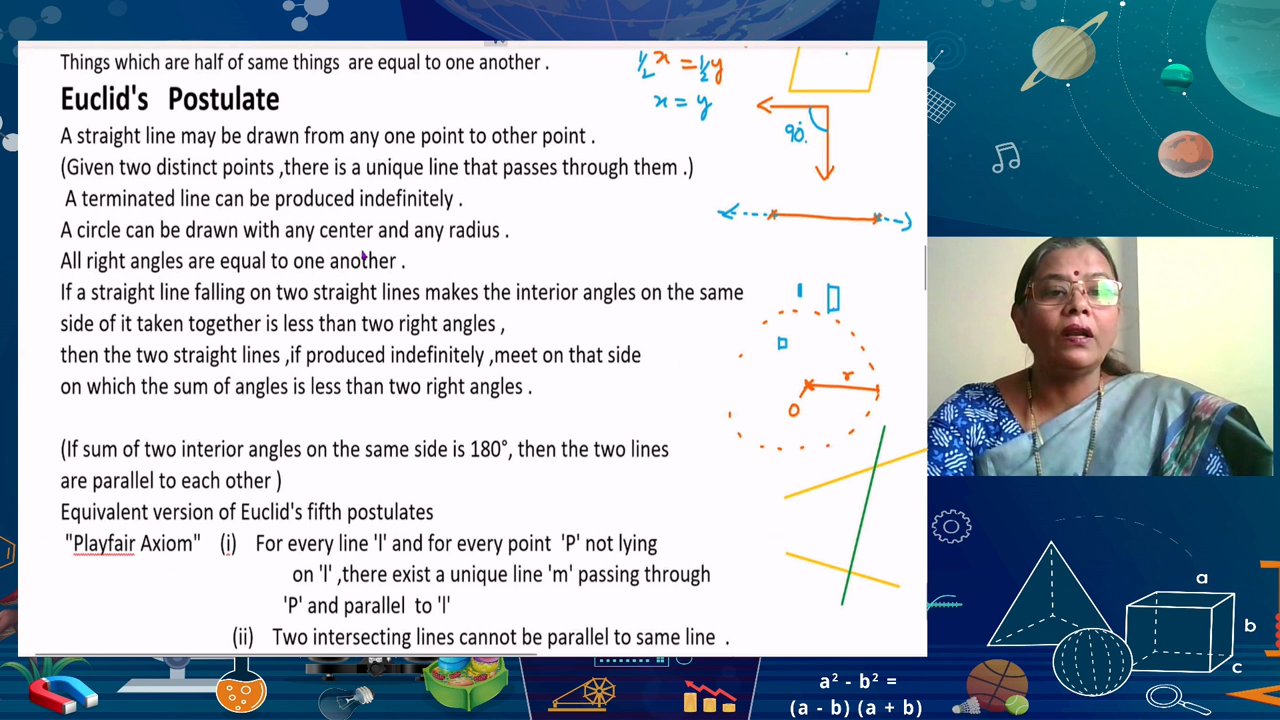 Things which are half of same things are equal to one another .
½x = ½y
x = y
Euclid's Postulate
90°
A straight line may be drawn from any one point to other point .
(Given two distinct points ,there is a unique line that passes through them .)
A terminated line can be produced indefinitely .
A circle can be drawn with any center and any radius .
All right angles are equal to one another .
If a straight line falling on two straight lines makes the interior angles on the same
side of it taken together is less than two right angles ,
then the two straight lines ,if produced indefinitely ,meet on that side
on which the sum of angles is less than two right angles .
r
O
(If sum of two interior angles on the same side is 180°, then the two lines
are parallel to each other )
Equivalent version of Euclid's fifth postulates
"Playfair Axiom" (i) For every line 'l' and for every point 'P' not lying
on 'l' ,there exist a unique line 'm' passing through
'P' and parallel to 'l'
(ii) Two intersecting lines cannot be parallel to same line .
a
b
c
a² - b² =
(a - b) (a + b)